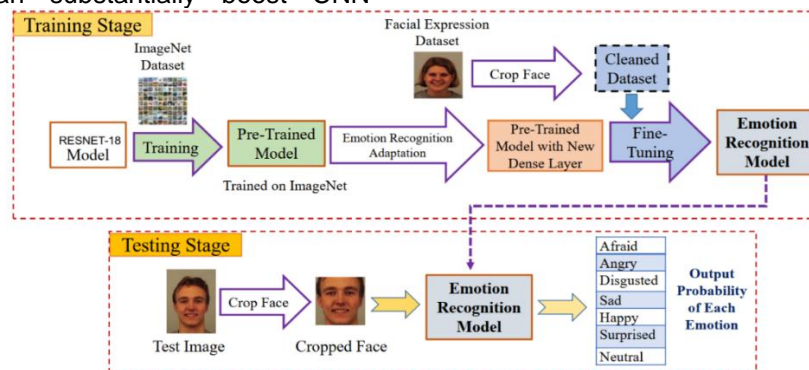 substantially boost CNN
Training Stage
ImageNet
Dataset
Facial Expression
Dataset
Crop Face
Cleaned
Dataset
RESNET-18
Model
Training
Pre-Trained
Model
Trained on ImageNet
Emotion Recognition
Adaptation
Pre-Trained
Model with New
Dense Layer
Fine-
Tuning
Emotion
Recognition
Model
Testing Stage
Test Image
Crop Face
Cropped Face
Emotion
Recognition
Model
Afraid
Angry
Disgusted
Sad
Happy
Surprised
Neutral
Output
Probability
of Each
Emotion